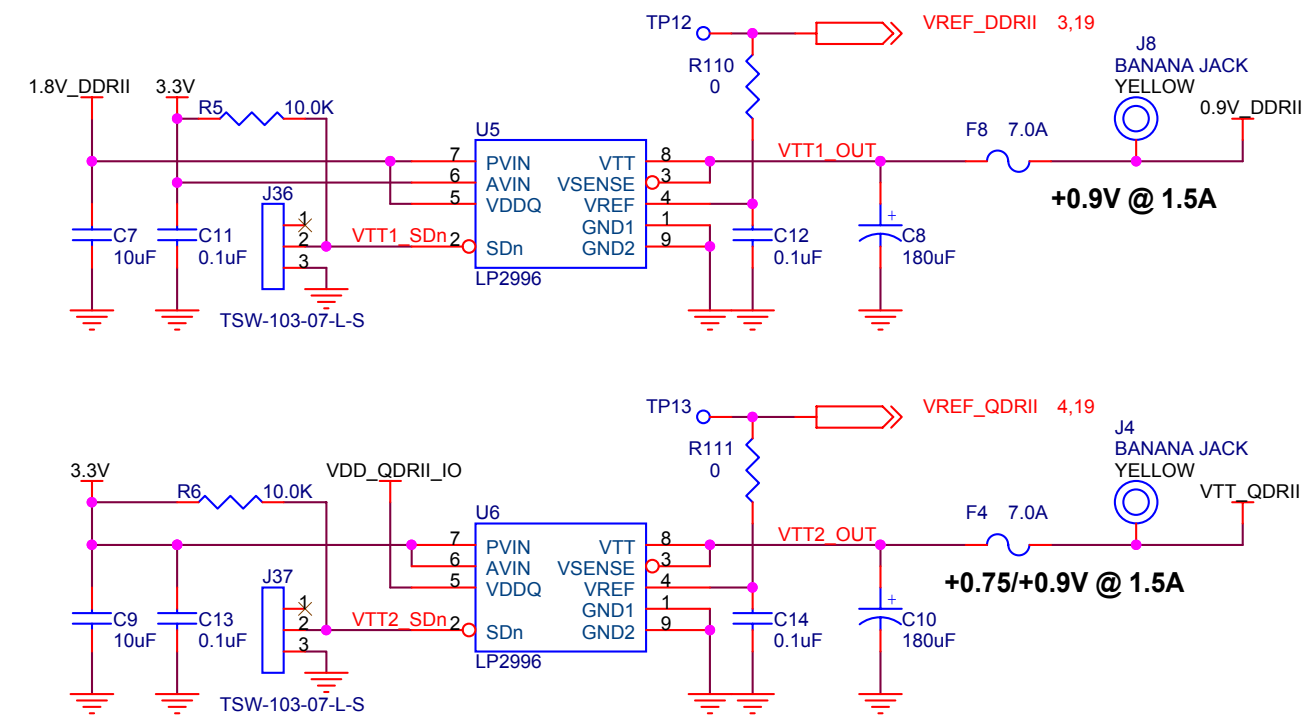 TP12
VREF_DDRII 3,19
J8
BANANA JACK
YELLOW
R110
0
1.8V_DDRII
3.3V
0.9V_DDRII
R5
10.0K
U5
F8 7.0A
VTT1_OUT
7 PVIN VTT 8
6 AVIN VSENSE 3
5 VDDQ VREF 4
GND1 1
2 SDn GND2 9
LP2996
+0.9V @ 1.5A
J36
1
2
3
VTT1_SDn
TSW-103-07-L-S
C7
10uF
C11
0.1uF
C12
0.1uF
+
C8
180uF
TP13
VREF_QDRII 4,19
J4
BANANA JACK
YELLOW
R111
0
3.3V
VDD_QDRII_IO
VTT_QDRII
R6
10.0K
U6
F4 7.0A
VTT2_OUT
7 PVIN VTT 8
6 AVIN VSENSE 3
5 VDDQ VREF 4
GND1 1
2 SDn GND2 9
LP2996
+0.75/+0.9V @ 1.5A
J37
1
2
3
VTT2_SDn
TSW-103-07-L-S
C9
10uF
C13
0.1uF
C14
0.1uF
+
C10
180uF